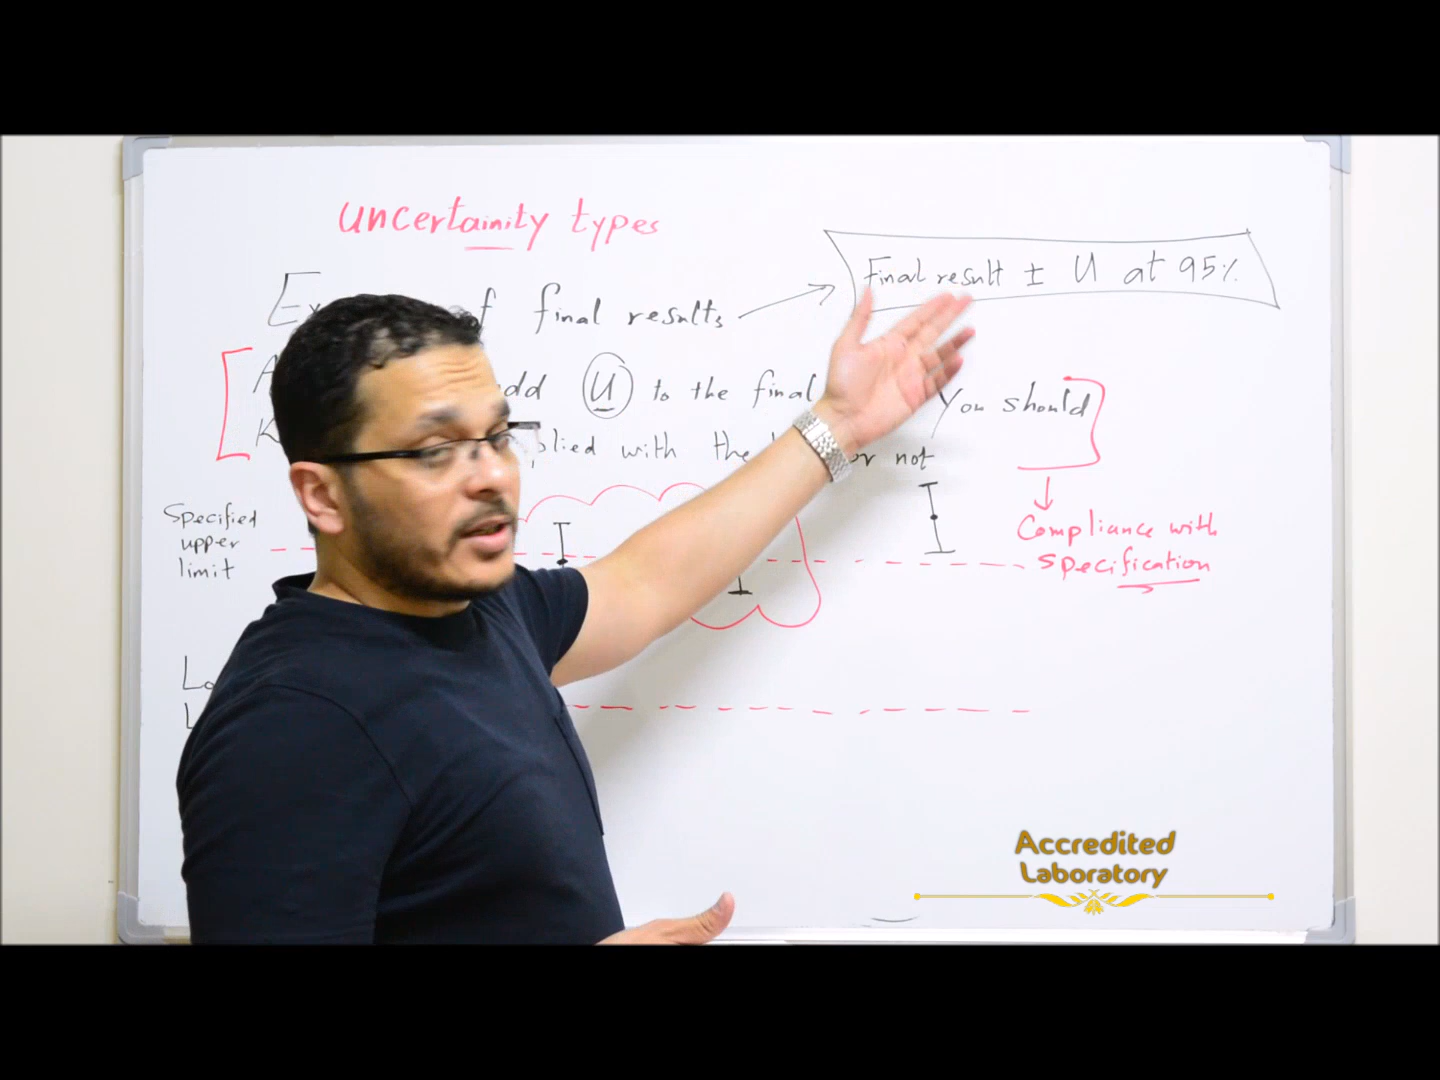 uncertainity types
final results
Final result ± U at 95%
add U to the final
You should
with the
or not
Specified
upper
limit
Compliance with
specification
Accredited
Laboratory